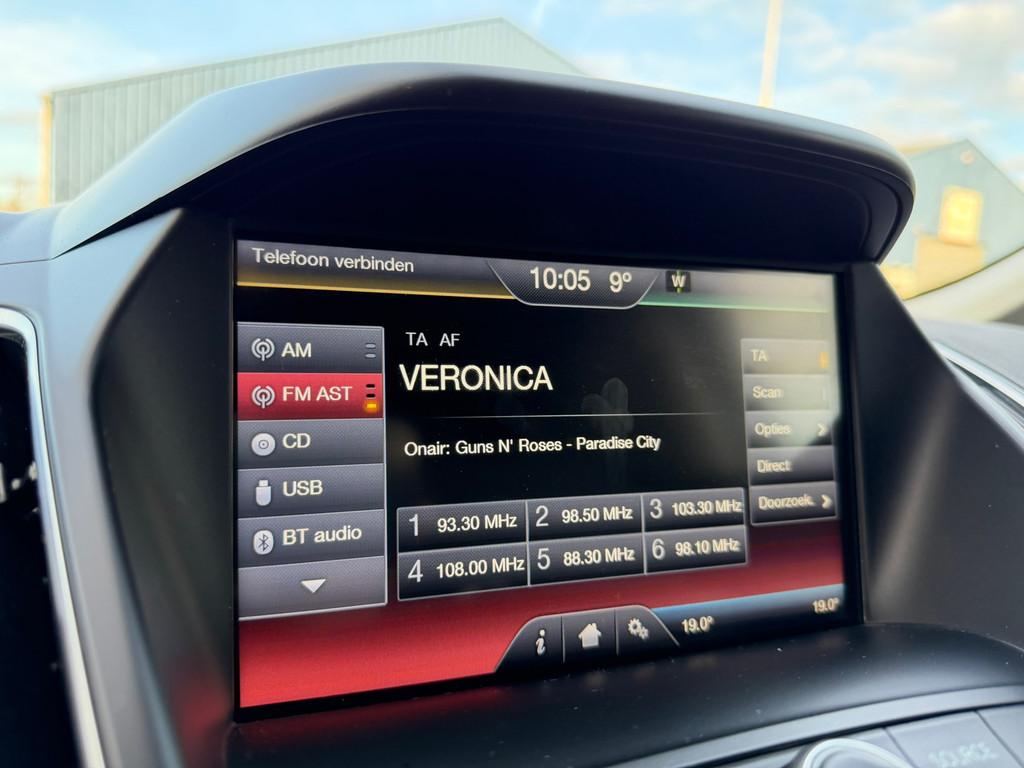 Telefoon verbinden
10:05 9° W
AM
FM AST
CD
USB
BT audio
TA AF
VERONICA
Onair: Guns N' Roses - Paradise City
1 93.30 MHz 2 98.50 MHz 3 103.30 MHz
4 108.00 MHz 5 88.30 MHz 6 98.10 MHz
TA
Scan
Opties
Direct
Doorzoek.
i 19.0° 19.0°
SOURCE